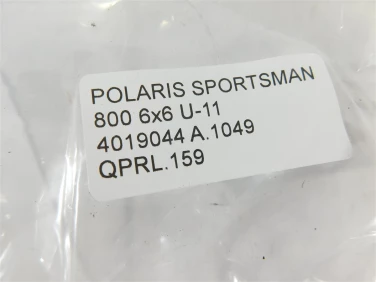 POLARIS SPORTSMAN
800 6x6 U-11
4019044 A.1049
QPRL.159